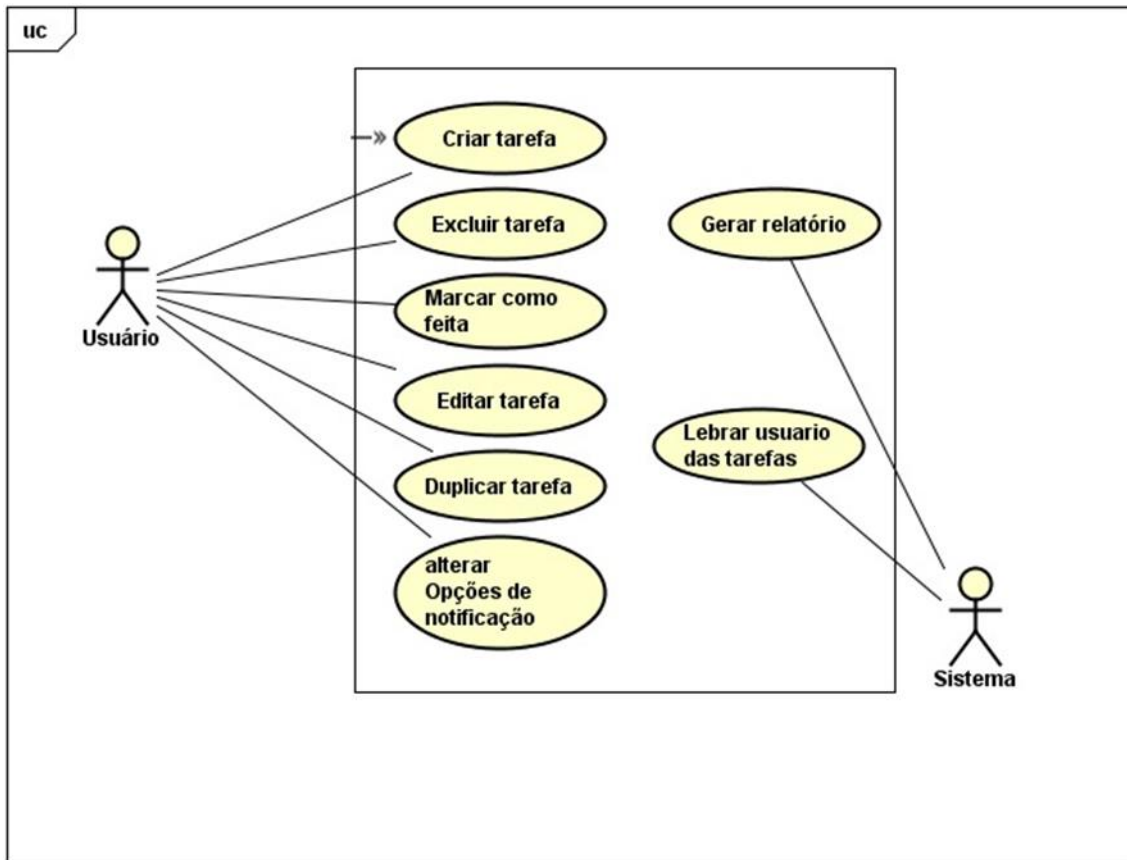 uc
Criar tarefa
Excluir tarefa
Gerar relatório
Marcar como
feita
Usuário
Editar tarefa
Lebrar usuario
das tarefas
Duplicar tarefa
alterar
Opções de
notificação
Sistema